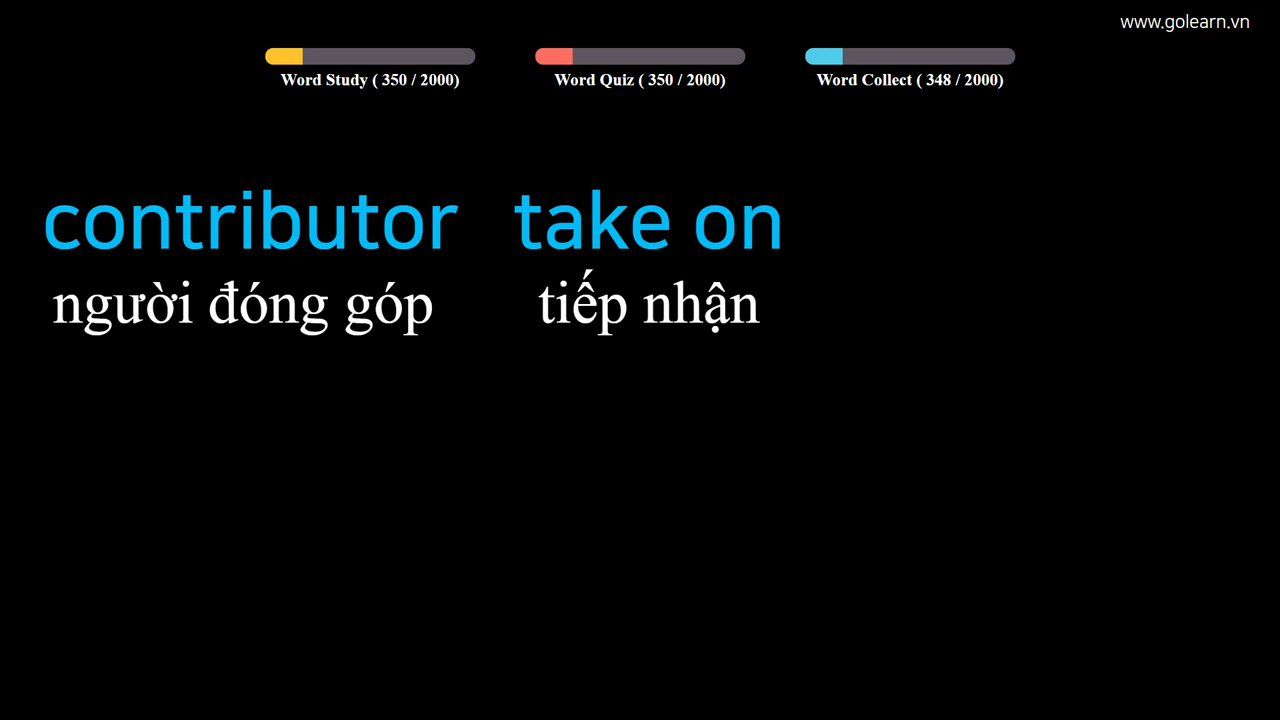 www.golearn.vn
Word Study ( 350 / 2000)
Word Quiz ( 350 / 2000)
Word Collect ( 348 / 2000)
contributor
người đóng góp
take on
tiếp nhận